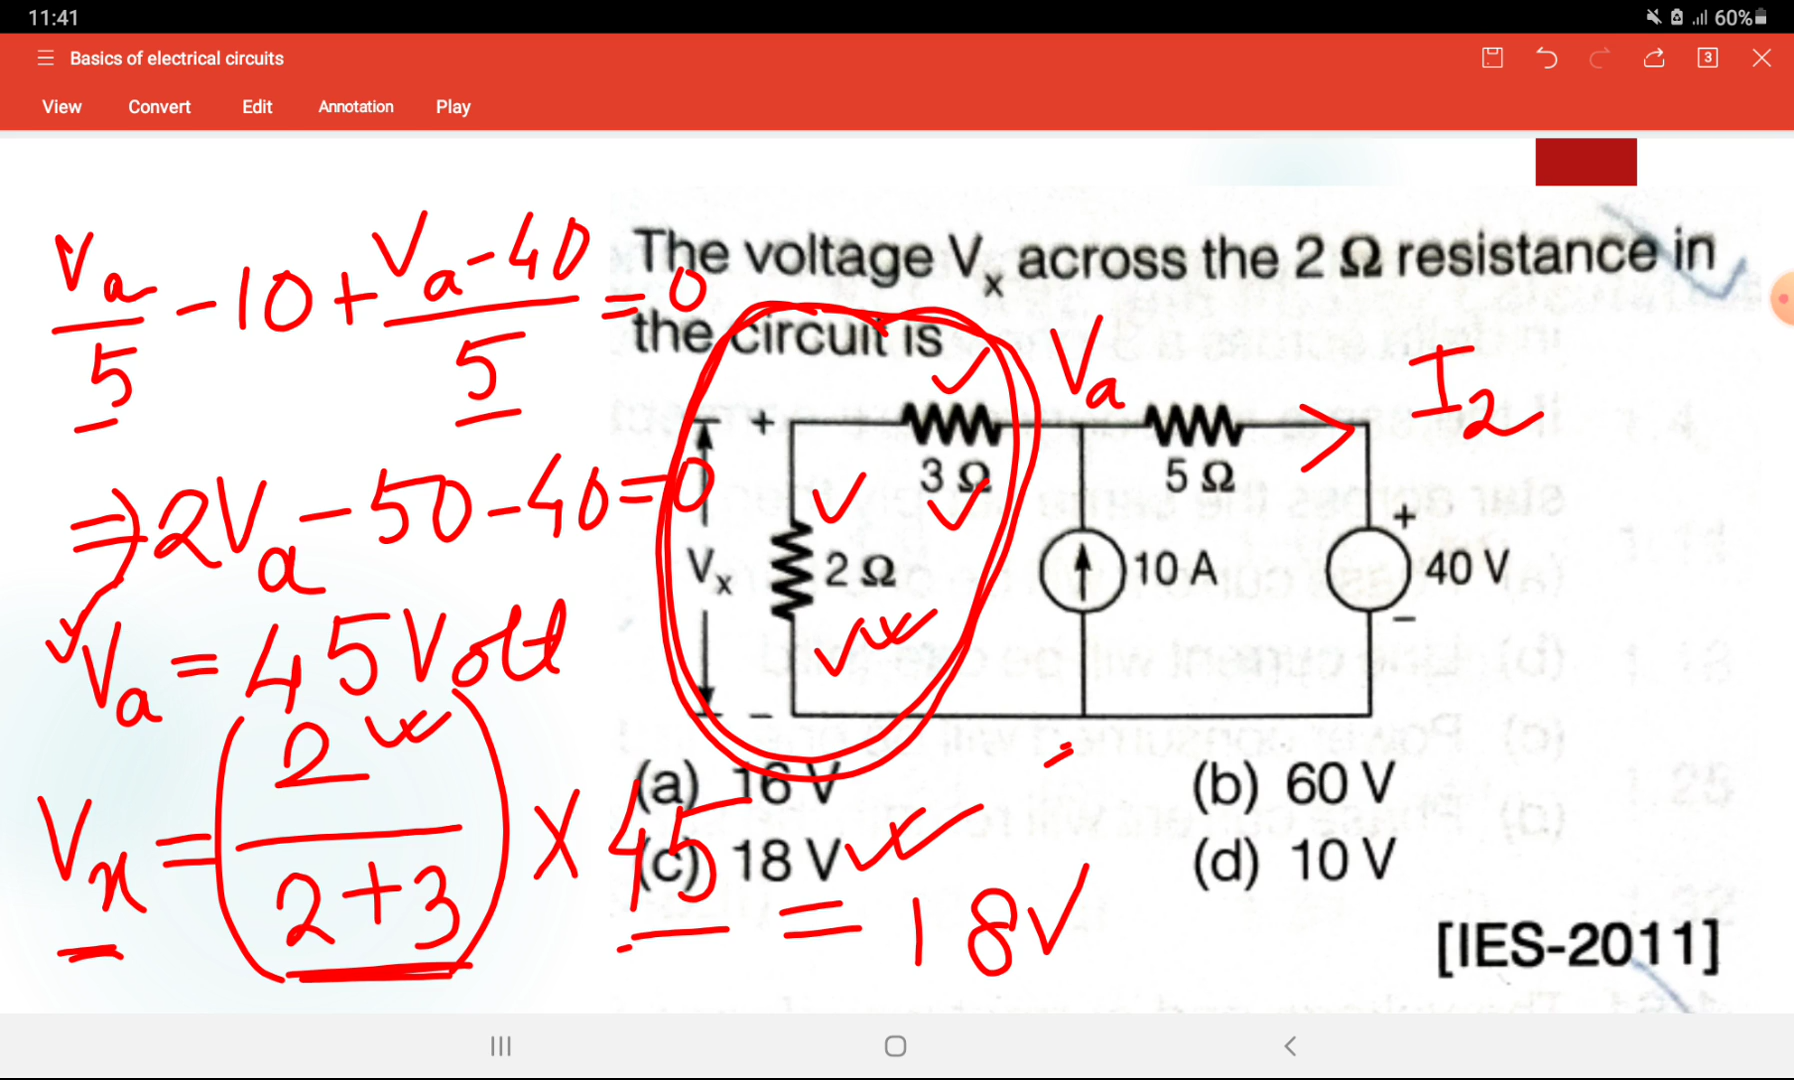 11:41
60%
Basics of electrical circuits
3
View Convert Edit Annotation Play
The voltage Vx across the 2 Ω resistance in
the circuit is
Va/5 - 10 + Va-40/5 = 0
⇒ 2Va - 50 - 40 = 0
Va = 45 Volt
Vx = (2/2+3) × 45 = 18V
Va
I2
+
3 Ω
5 Ω
Vx
2 Ω
10 A
+
40 V
−
−
(a) 16 V
(b) 60 V
(c) 18 V
(d) 10 V
[IES-2011]